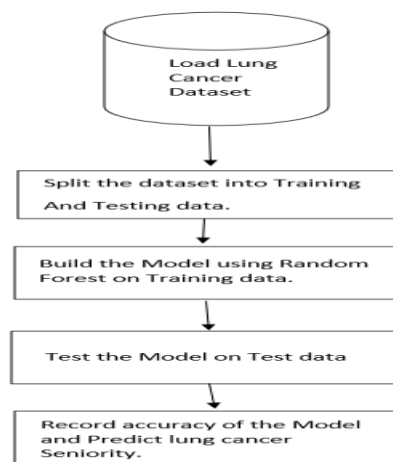 Load Lung
Cancer
Dataset
Split the dataset into Training
And Testing data.
Build the Model using Random
Forest on Training data.
Test the Model on Test data
Record accuracy of the Model
and Predict lung cancer
Seniority.